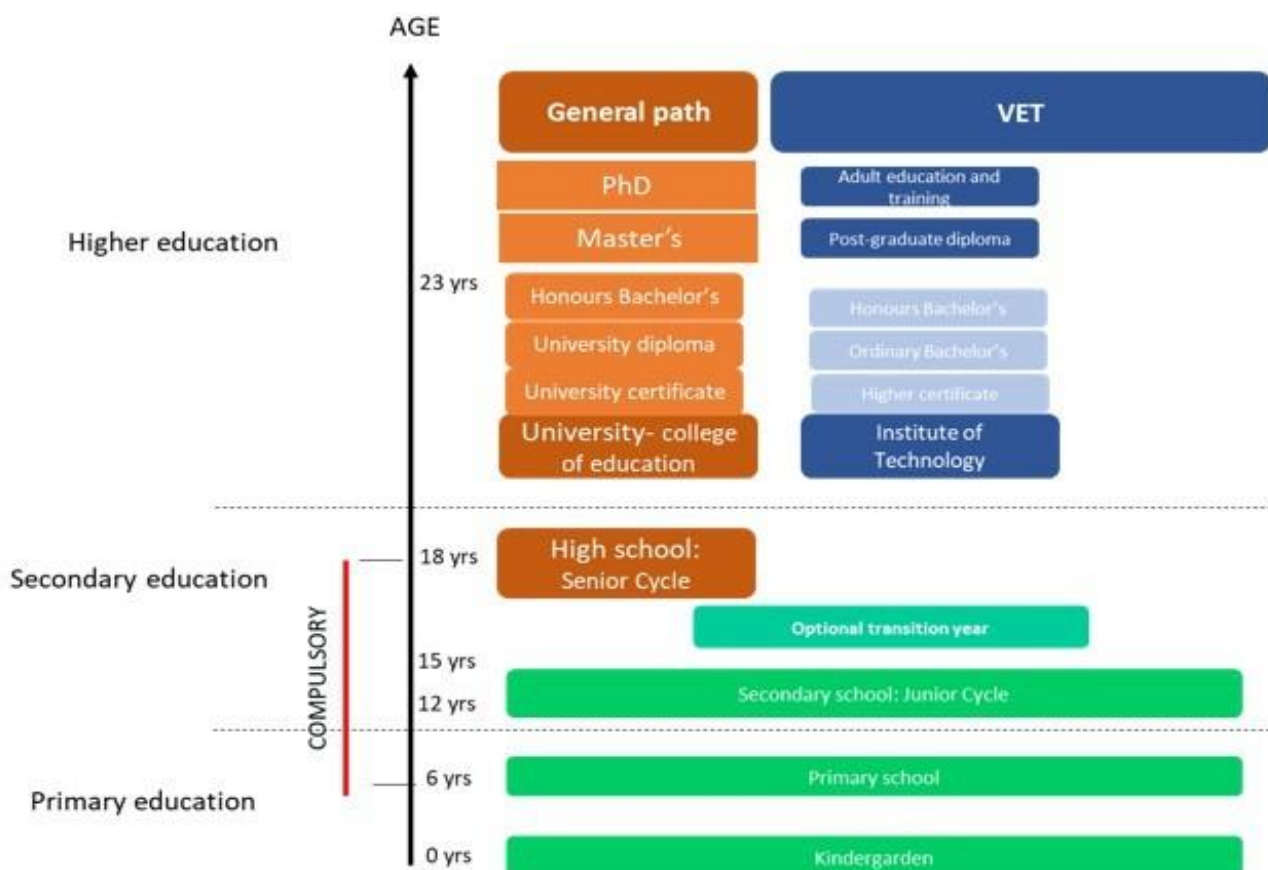 AGE
General path
VET
PhD
Adult education and
training
Higher education
Master's
Post-graduate diploma
23 yrs
Honours Bachelor's
Honours Bachelor's
University diploma
Ordinary Bachelor's
University certificate
Higher certificate
University- college
of education
Institute of
Technology
High school:
Senior Cycle
18 yrs
Secondary education
COMPULSORY
Optional transition year
15 yrs
Secondary school: Junior Cycle
12 yrs
6 yrs
Primary school
Primary education
0 yrs
Kindergarden